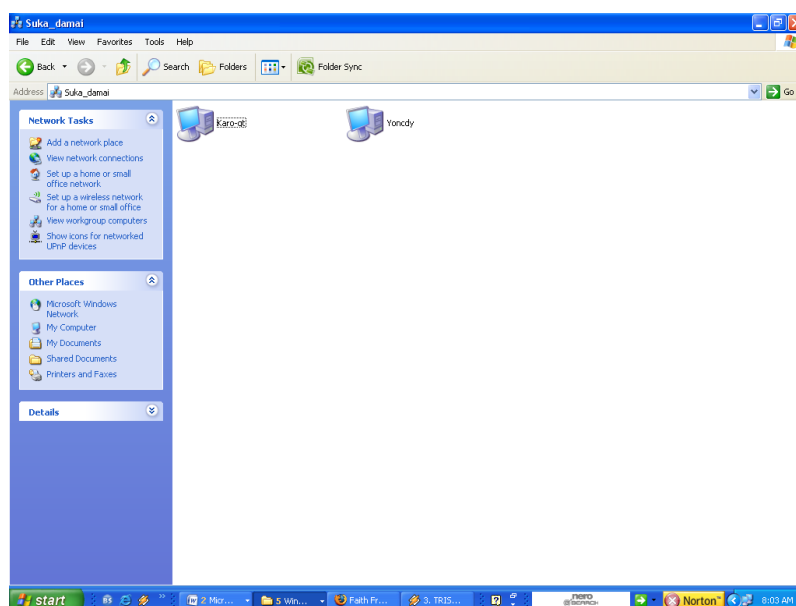 Suka_damai
File Edit View Favorites Tools Help
Back Search Folders Folder Sync
Address Suka_damai Go
Network Tasks
Add a network place
View network connections
Set up a home or small
office network
Set up a wireless network
for a home or small office
View workgroup computers
Show icons for networked
UPnP devices
Other Places
Microsoft Windows
Network
My Computer
My Documents
Shared Documents
Printers and Faxes
Details
Karo-qt
Yoncdy
start 2 Micr... 5 Win... Faith Fr... 3. TRIS... nero SEARCH Norton™ 8:03 AM